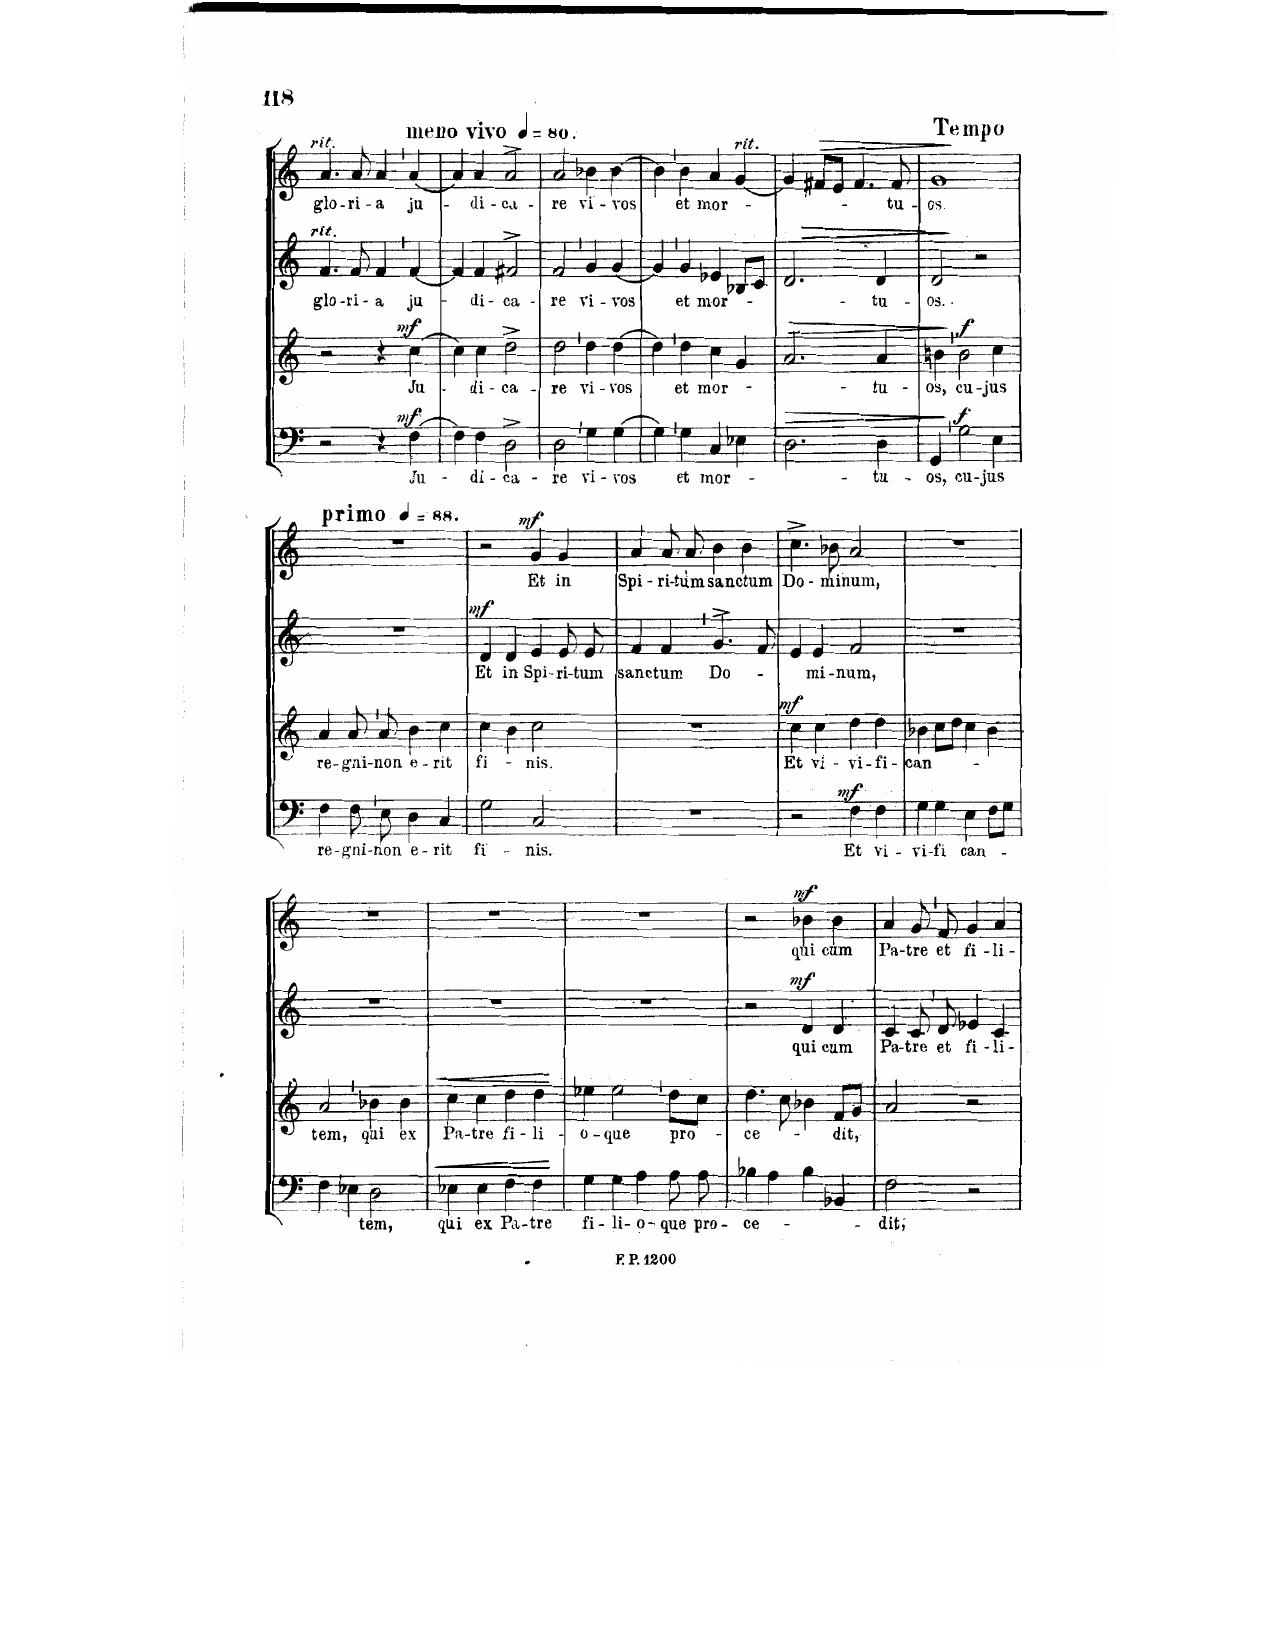 118
meno vivo ♩= 80. Tempo
rit. rit.
glo-ri-a ju - di-ca - re vi-vos et mor - tu - os.
rit.
glo-ri-a ju - di-ca - re vi-vos et mor - tu - os.
mf f
Ju - di-ca - re vi-vos et mor - tu - os, cu-jus
mf f
Ju - di-ca - re vi-vos et mor - tu - os, cu-jus
primo ♩= 88.
mf
Et in Spi-ri-tum sanctum Do-minum,
mf
Et in Spi-ri-tum sanctum Do - mi-num,
mf
re-gni-non e-rit fi - nis. Et vi-vi-fi-can -
mf
re-gni-non e-rit fi - nis. Et vi-vi-fi can -
mf
qui cum Pa-tre et fi-li-
mf
qui cum Pa-tre et fi-li-
tem, qui ex Pa-tre fi-li-o-que pro - ce - dit,
tem, qui ex Pa-tre fi-li-o-que pro-ce - dit,
F. P. 1200